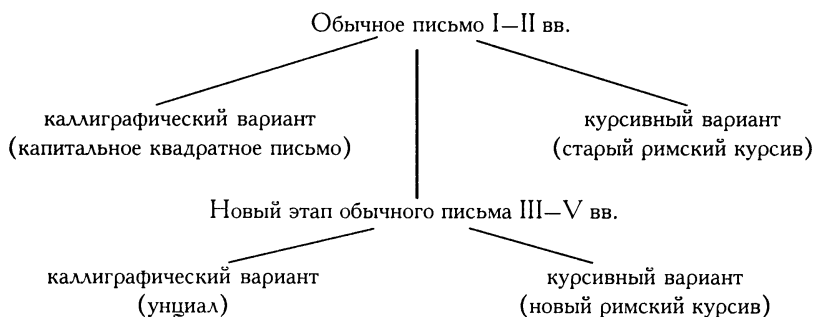 Обычное письмо I—II вв.
каллиграфический вариант
(капитальное квадратное письмо)
курсивный вариант
(старый римский курсив)
Новый этап обычного письма III—V вв.
каллиграфический вариант
(унциал)
курсивный вариант
(новый римский курсив)